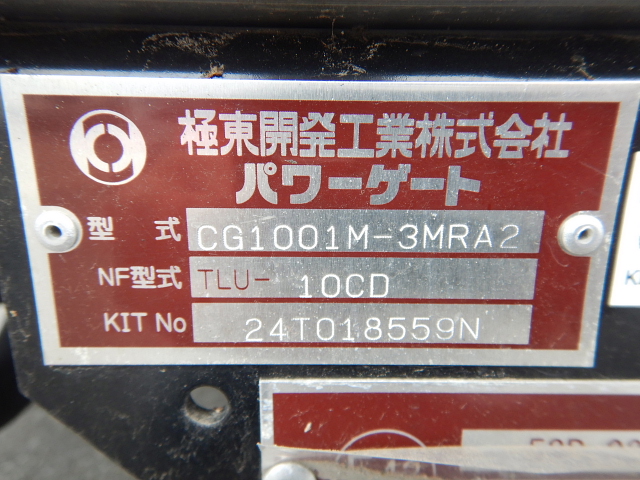 極東開発工業株式会社
パワーゲート
型 式 CG1001M-3MRA2
NF型式 TLU- 10CD
KIT No 24T018559N